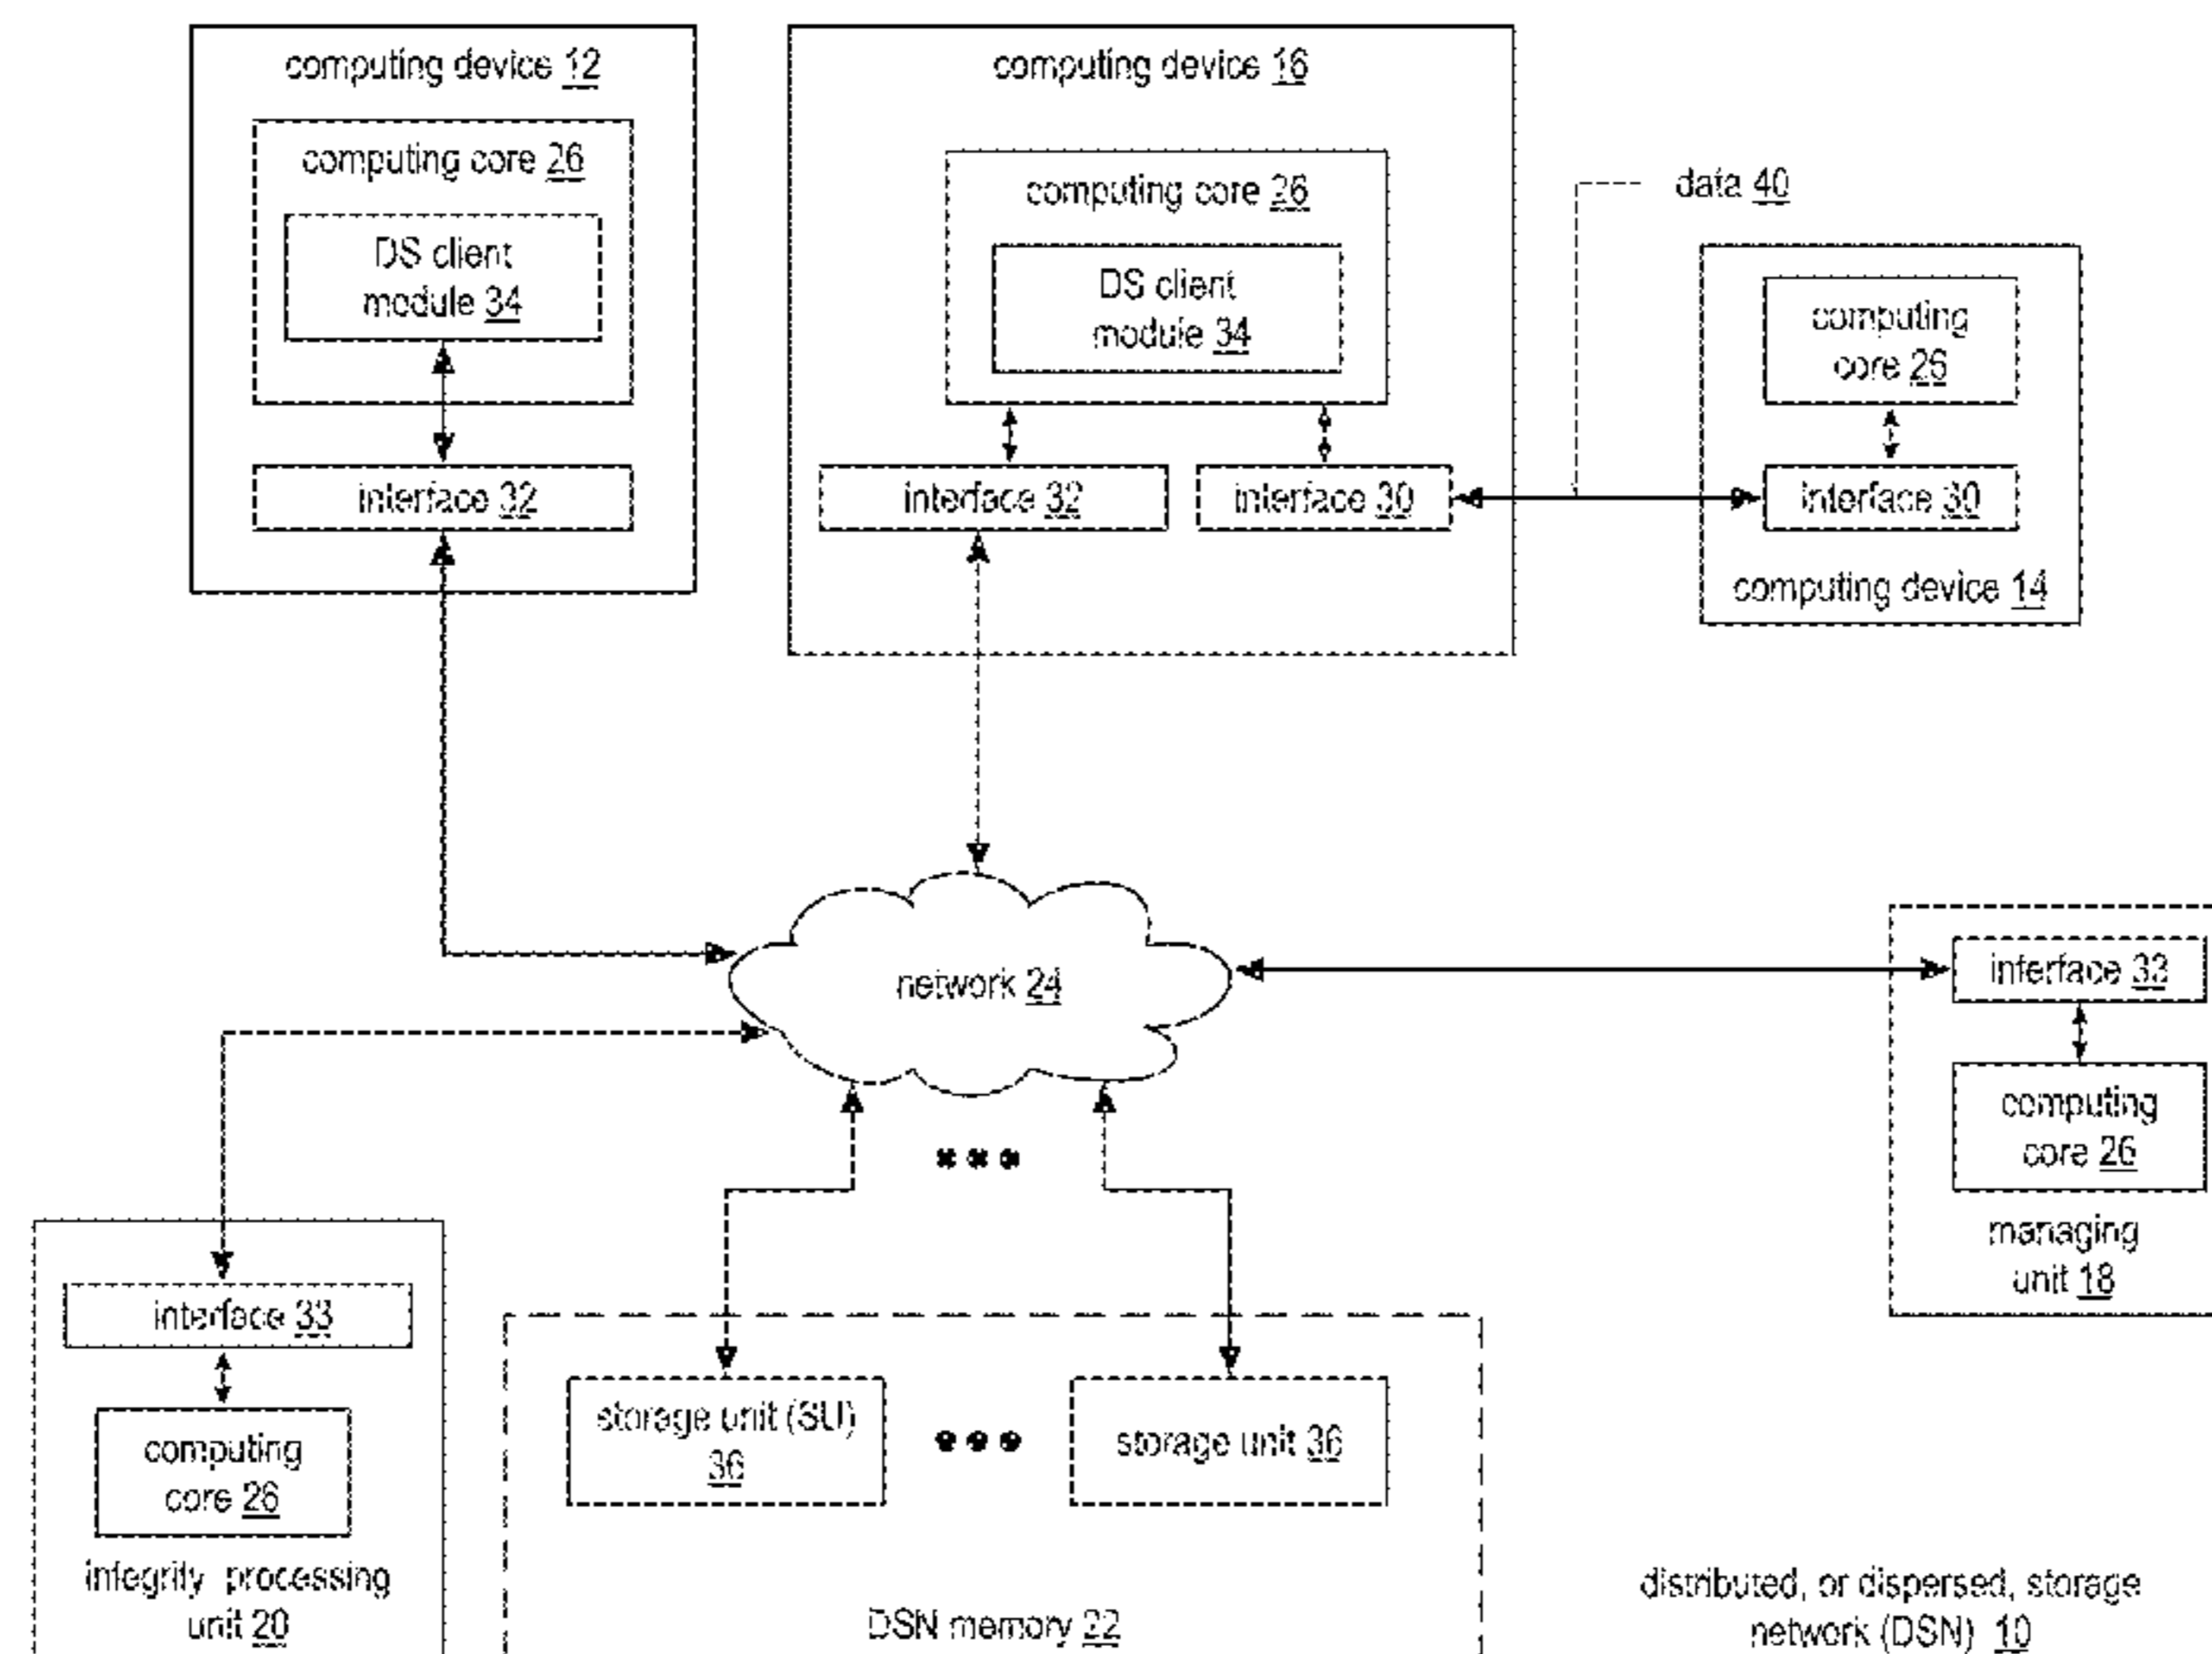 computing device 12
computing core 26
DS client
module 34
interface 32
computing device 16
computing core 26
DS client
module 34
interface 32
interface 30
data 40
computing
core 26
interface 30
computing device 14
network 24
interface 33
computing
core 26
managing
unit 18
interface 33
computing
core 26
integrity processing
unit 20
storage unit (SU)
36
storage unit 36
DSN memory 22
distributed, or dispersed, storage
network (DSN) 10